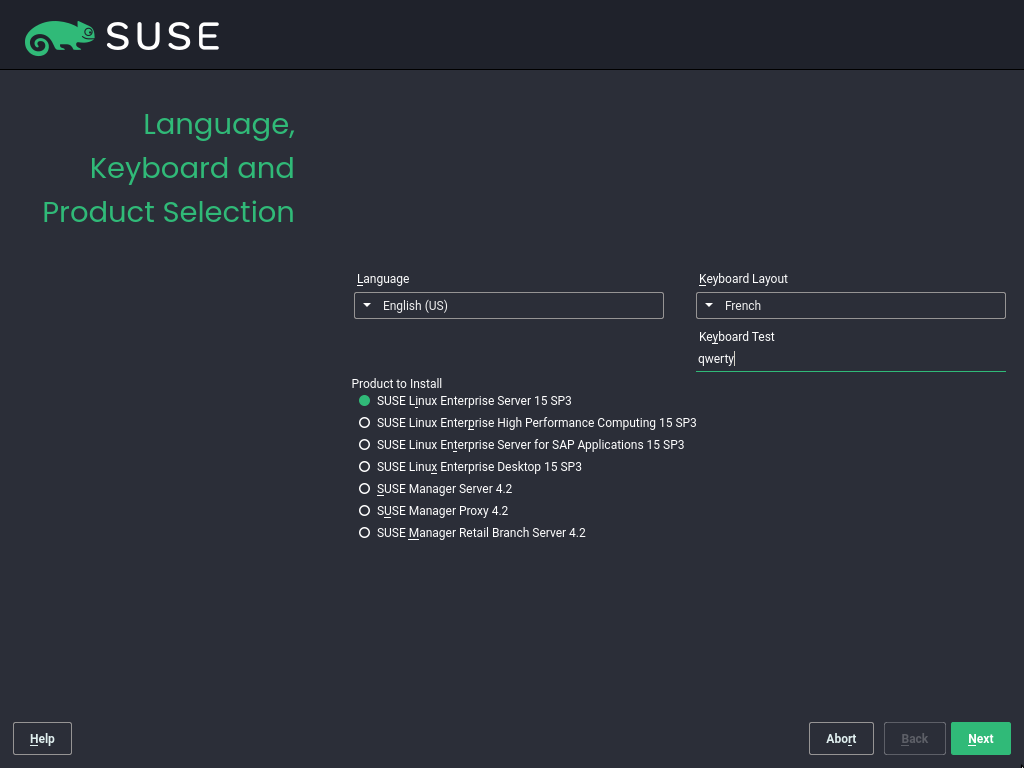 SUSE
Language,
Keyboard and
Product Selection
Language
Keyboard Layout
English (US)
French
Keyboard Test
qwerty
Product to Install
SUSE Linux Enterprise Server 15 SP3
SUSE Linux Enterprise High Performance Computing 15 SP3
SUSE Linux Enterprise Server for SAP Applications 15 SP3
SUSE Linux Enterprise Desktop 15 SP3
SUSE Manager Server 4.2
SUSE Manager Proxy 4.2
SUSE Manager Retail Branch Server 4.2
Help
Abort
Back
Next